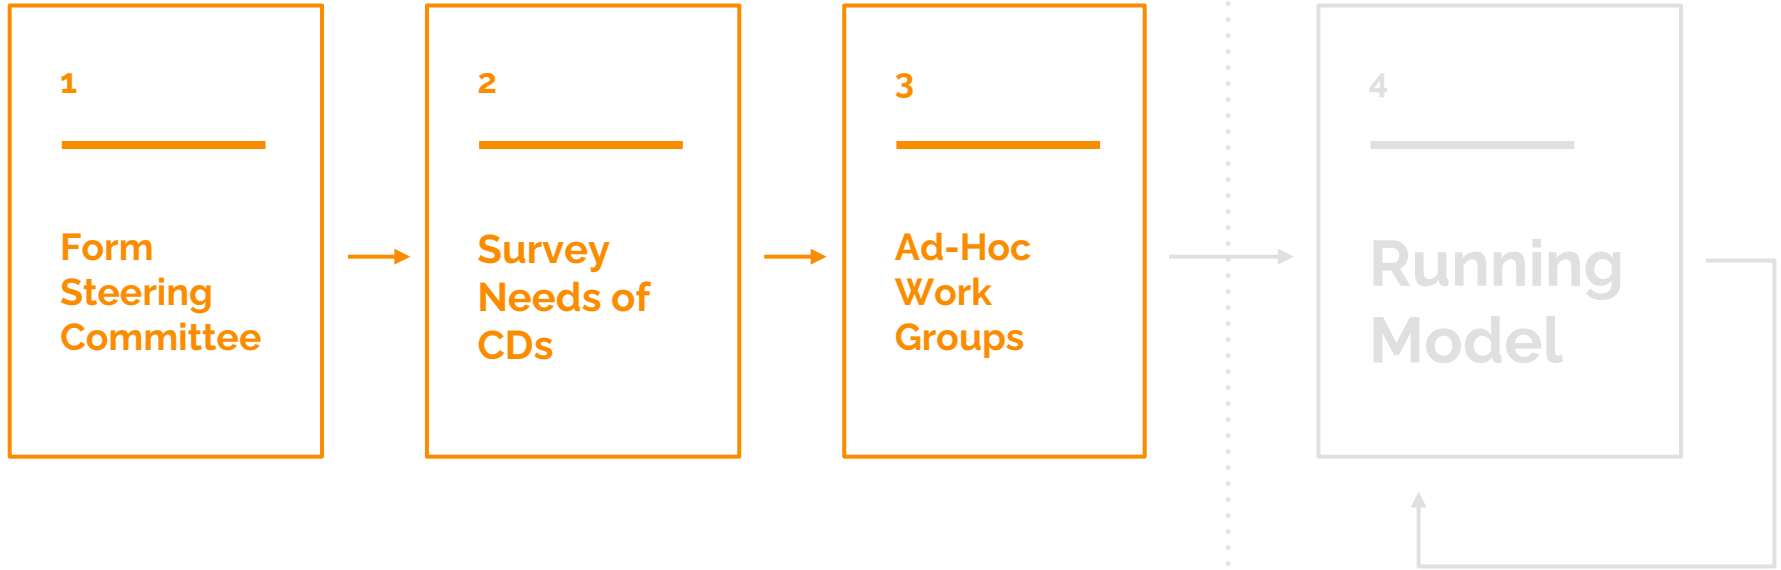 1
Form
Steering
Committee
2
Survey
Needs of
CDs
3
Ad-Hoc
Work
Groups
4
Running
Model